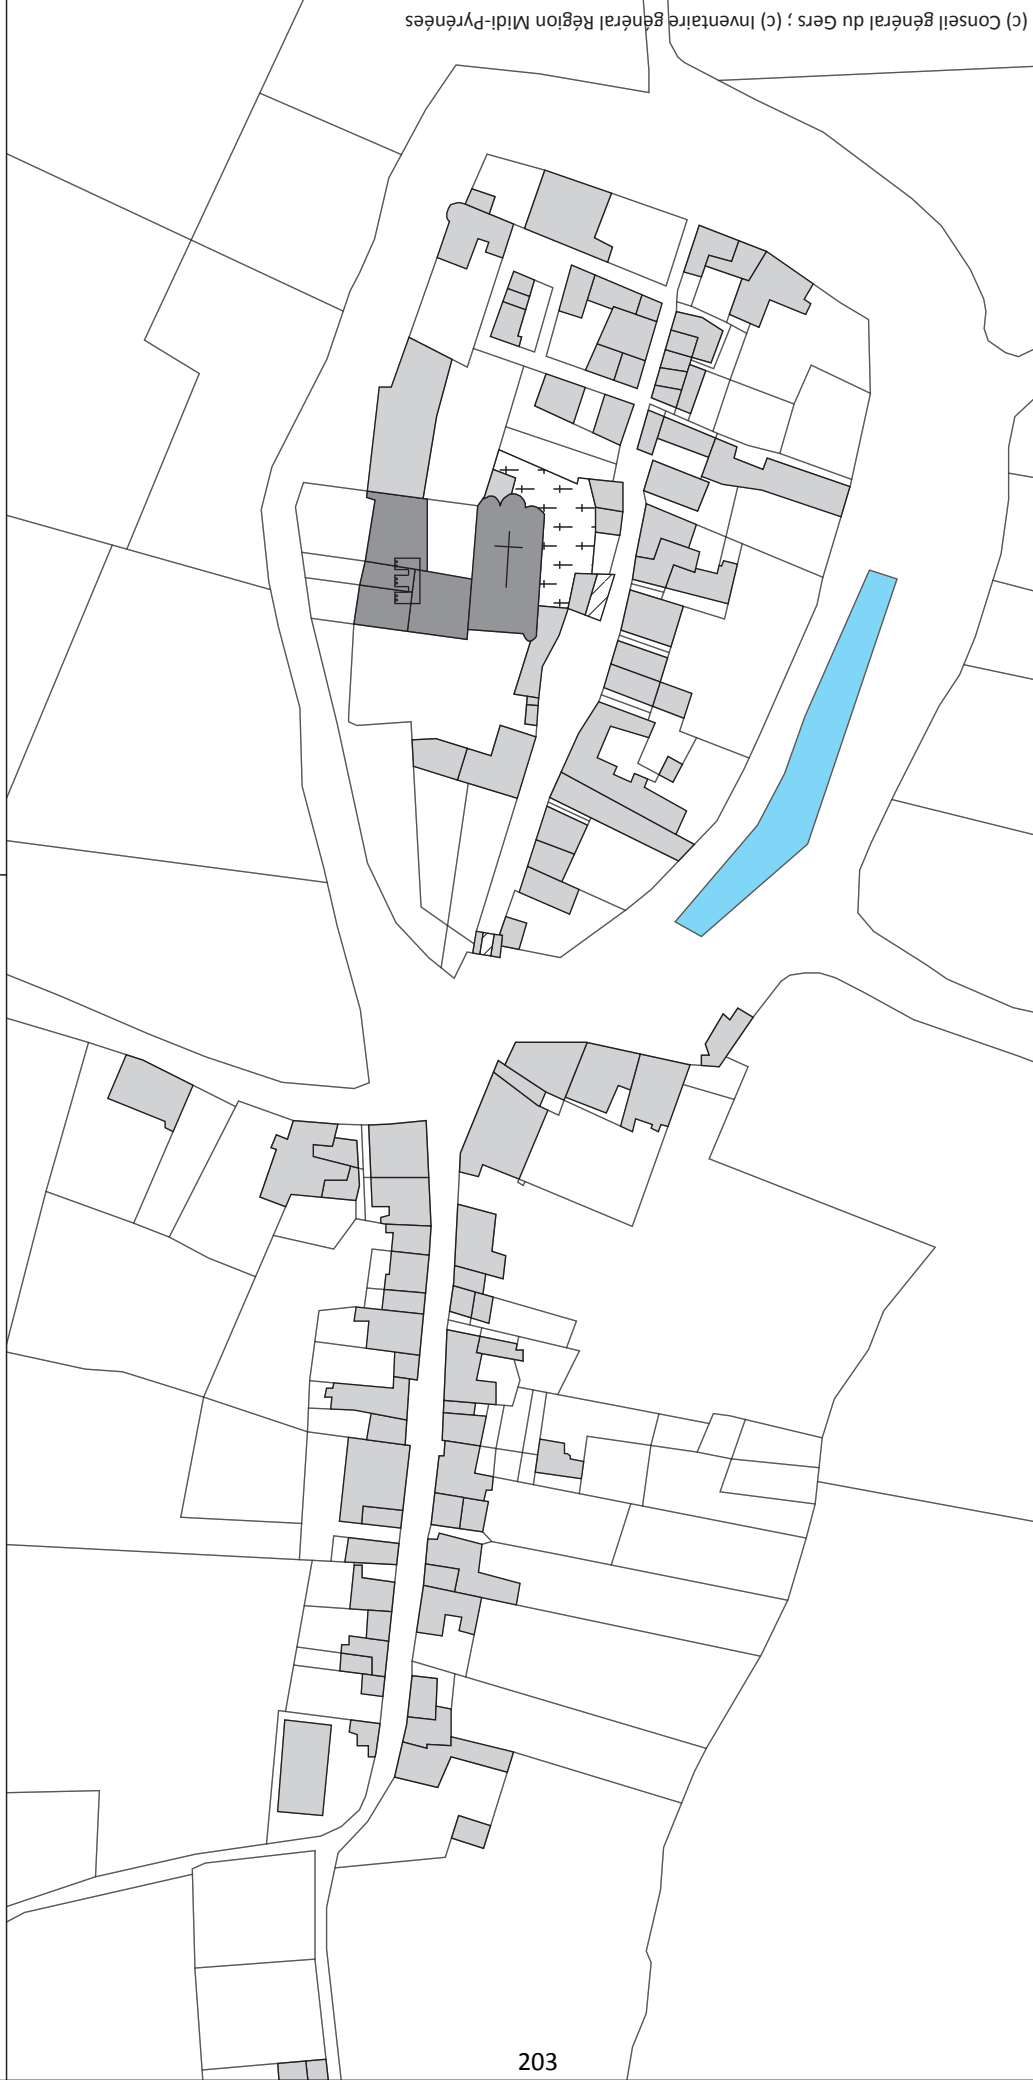 (c) Conseil général du Gers ; (c) Inventaire général Région Midi-Pyrénées
203